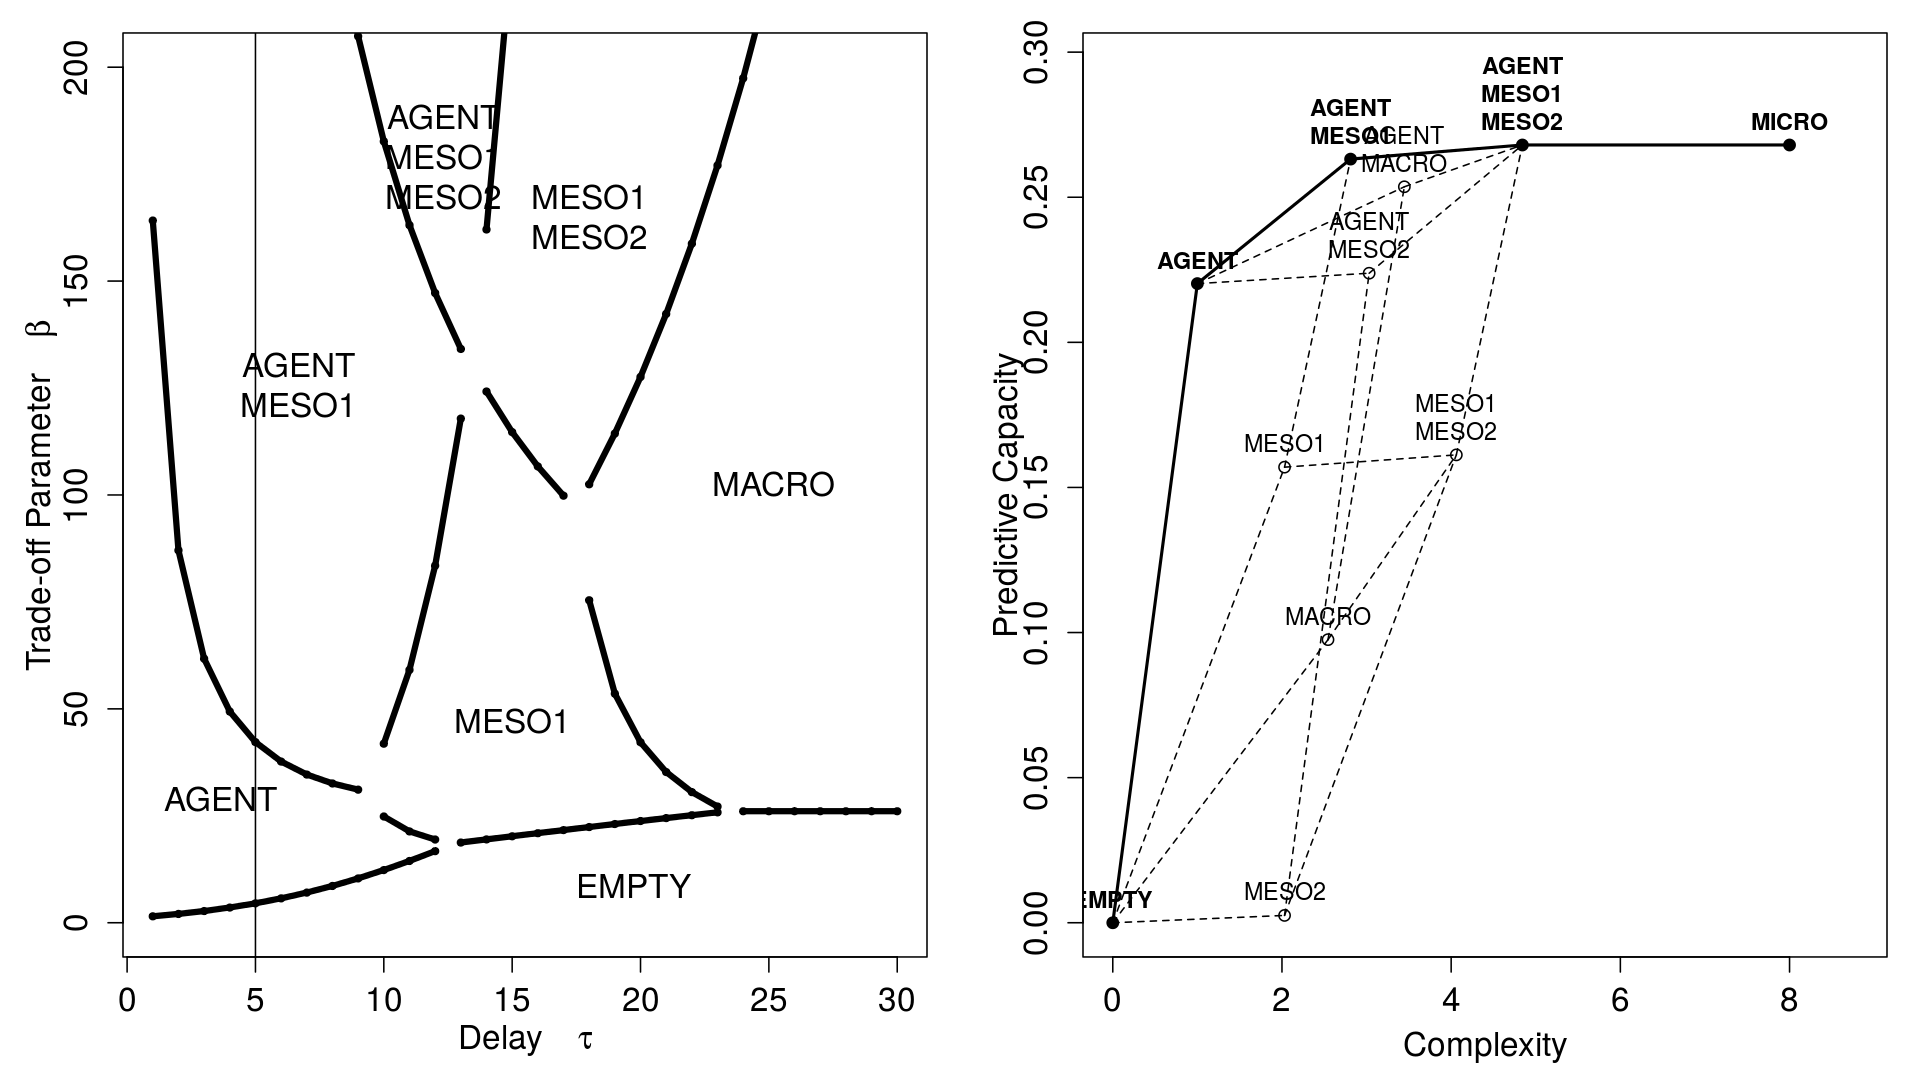 Trade-off Parameter β
200
150
100
50
0
AGENT
MESO1
MESO2
MESO1
MESO2
AGENT
MESO1
MACRO
MESO1
AGENT
EMPTY
0 5 10 15 20 25 30
Delay τ
Predictive Capacity
0.30
0.25
0.20
0.15
0.10
0.05
0.00
AGENT
MESO1
MESO2
MICRO
AGENT
MESO1
AGENT
MACRO
AGENT
MESO2
AGENT
MESO1
MESO2
MESO1
MACRO
MESO2
EMPTY
0 2 4 6 8
Complexity